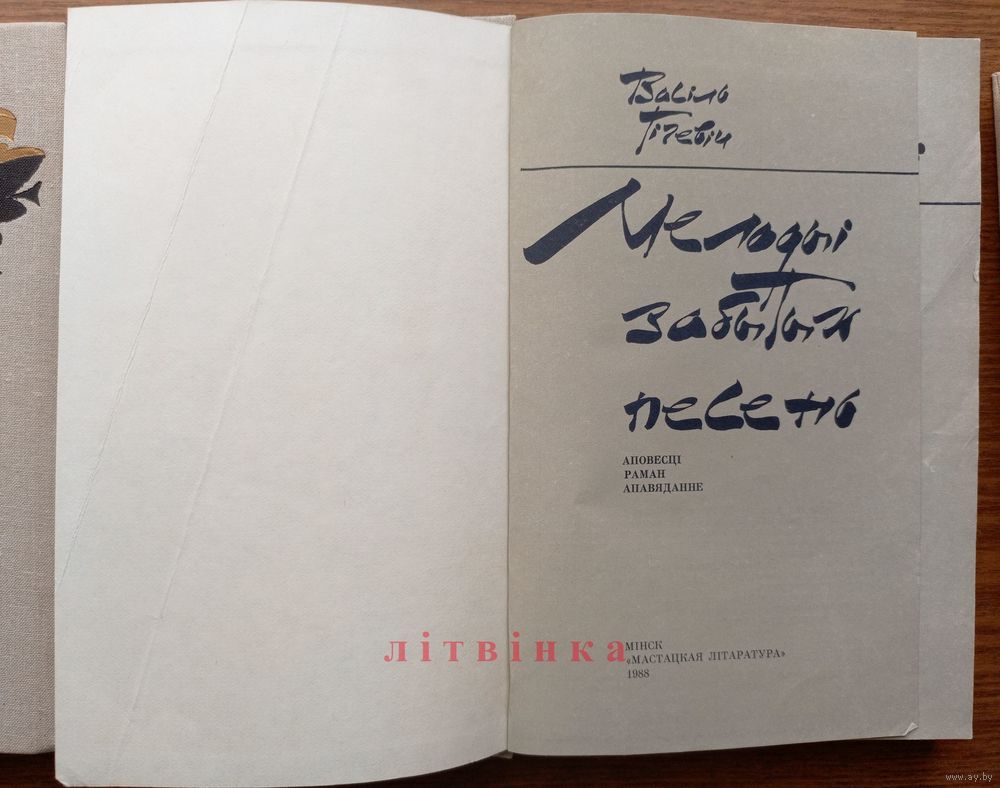 Васіль
Гігевіч
Мелодыі
забытых
песень
АПОВЕСЦІ
РАМАН
АПАВЯДАННЕ
літвінка
МІНСК
«МАСТАЦКАЯ ЛІТАРАТУРА»
1988
www.ay.by